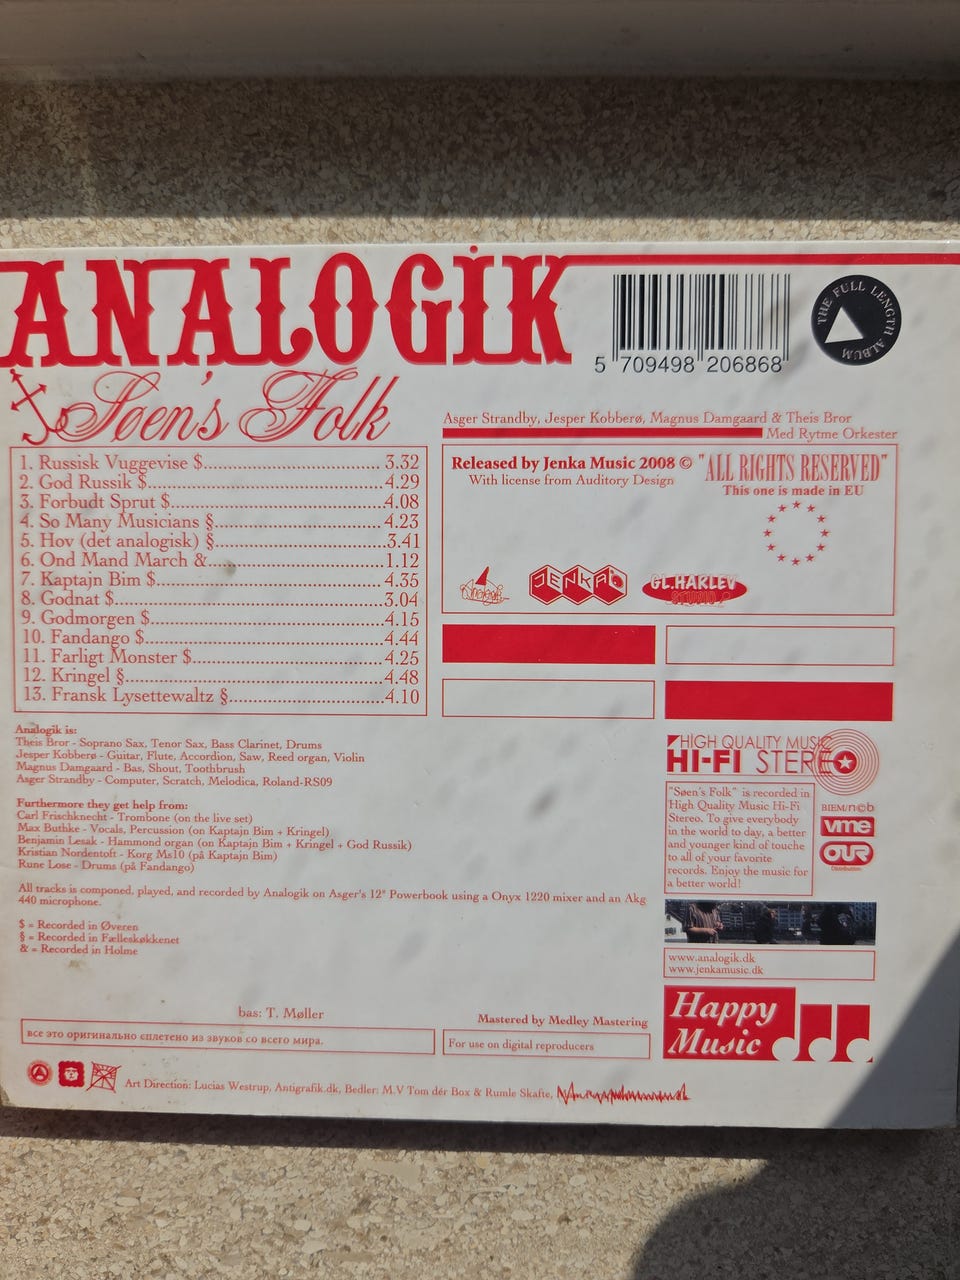 ANALOGIK
Søen's Folk
5 709498 206868
THE FULL LENGTH ALBUM
1. Russisk Vuggevise $ 3.32
2. God Russik $ 4.29
3. Forbudt Sprut $ 4.08
4. So Many Musicians § 4.23
5. Hov (det analogisk) § 3.41
6. Ond Mand March & 1.12
7. Kaptajn Bim $ 4.35
8. Godnat $ 3.04
9. Godmorgen $ 4.15
10. Fandango $ 4.44
11. Farligt Monster $ 4.25
12. Kringel § 4.48
13. Fransk Lysettewaltz § 4.10
Asger Strandby, Jesper Kobberø, Magnus Damgaard & Theis Bror
Med Rytme Orkester
Released by Jenka Music 2008 © "ALL RIGHTS RESERVED"
With license from Auditory Design
This one is made in EU
Analogik
JENKA
GL.HARLEV
STUDIO 2
Analogik is:
Theis Bror - Soprano Sax, Tenor Sax, Bass Clarinet, Drums
Jesper Kobberø - Guitar, Flute, Accordion, Saw, Reed organ, Violin
Magnus Damgaard - Bas, Shout, Toothbrush
Asger Strandby - Computer, Scratch, Melodica, Roland-RS09
Furthermore they get help from:
Carl Frischknecht - Trombone (on the live set)
Max Buthke - Vocals, Percussion (on Kaptajn Bim + Kringel)
Benjamin Lesak - Hammond organ (on Kaptajn Bim + Kringel + God Russik)
Kristian Nordentoft - Korg Ms10 (på Kaptajn Bim)
Rune Lose - Drums (på Fandango)
All tracks is componed, played, and recorded by Analogik on Asger's 12" Powerbook using a Onyx 1220 mixer and an Akg
440 microphone.
$ = Recorded in Øveren
§ = Recorded in Fælleskøkkenet
& = Recorded in Holme
HIGH QUALITY MUSIC
HI-FI STEREO
"Søen's Folk" is recorded in
High Quality Music Hi-Fi
Stereo. To give everybody
in the world to day, a better
and younger kind of touche
to all of your favorite
records. Enjoy the music for
a better world!
BIEM/n©b
vme
OUR
Distribution
www.analogik.dk
www.jenkamusic.dk
Happy
Music
bas: T. Møller
все это оригинально сплетено из звуков со всего мира.
Mastered by Medley Mastering
For use on digital reproducers
Art Direction: Lucias Westrup, Antigrafik.dk, Bedler: M.V Tom dér Box & Rumle Skafte,